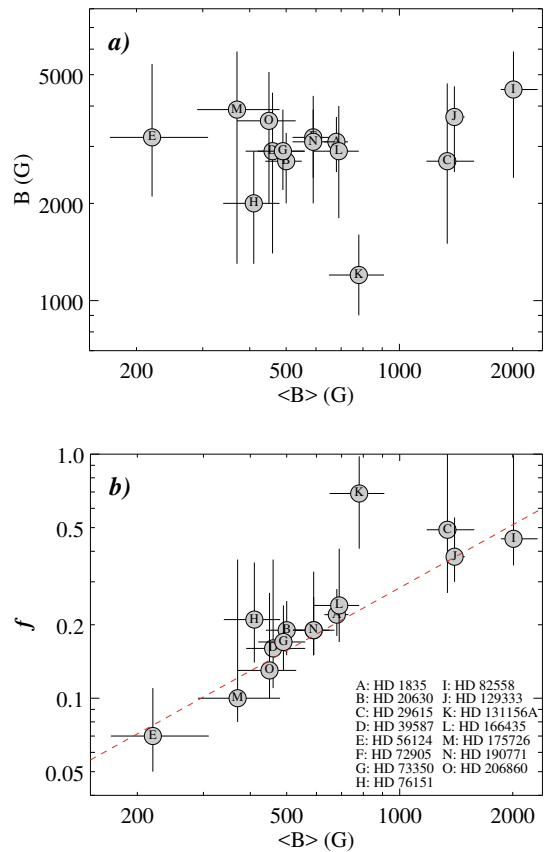 a)
5000
2000
1000
B (G)
E
M
O
D
G
B
H
F
N
A
L
K
C
J
I
200
500
1000
2000
<B> (G)
b)
1.0
0.5
0.2
0.1
0.05
f
E
M
H
O
D
G
B
N
A
L
K
C
J
I
A: HD 1835 I: HD 82558
B: HD 20630 J: HD 129333
C: HD 29615 K: HD 131156A
D: HD 39587 L: HD 166435
E: HD 56124 M: HD 175726
F: HD 72905 N: HD 190771
G: HD 73350 O: HD 206860
H: HD 76151
200
500
1000
2000
<B> (G)